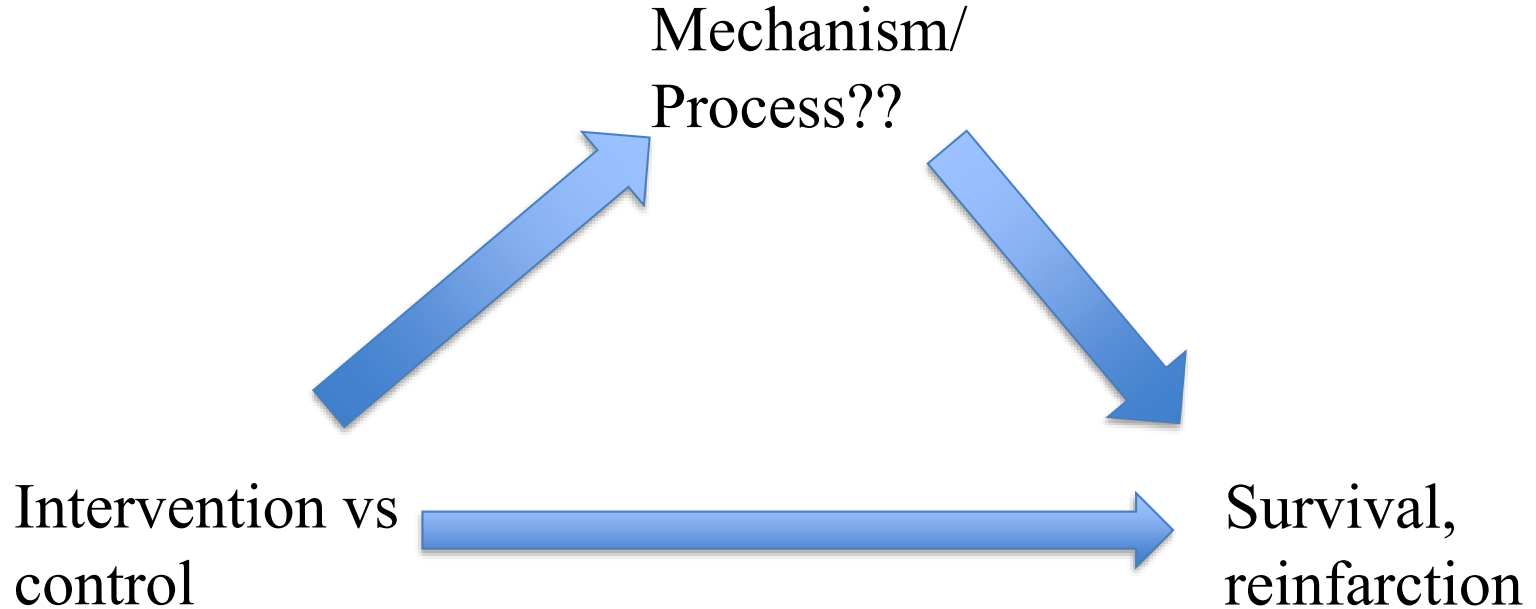 Mechanism/
Process??
Intervention vs
control
Survival,
reinfarction